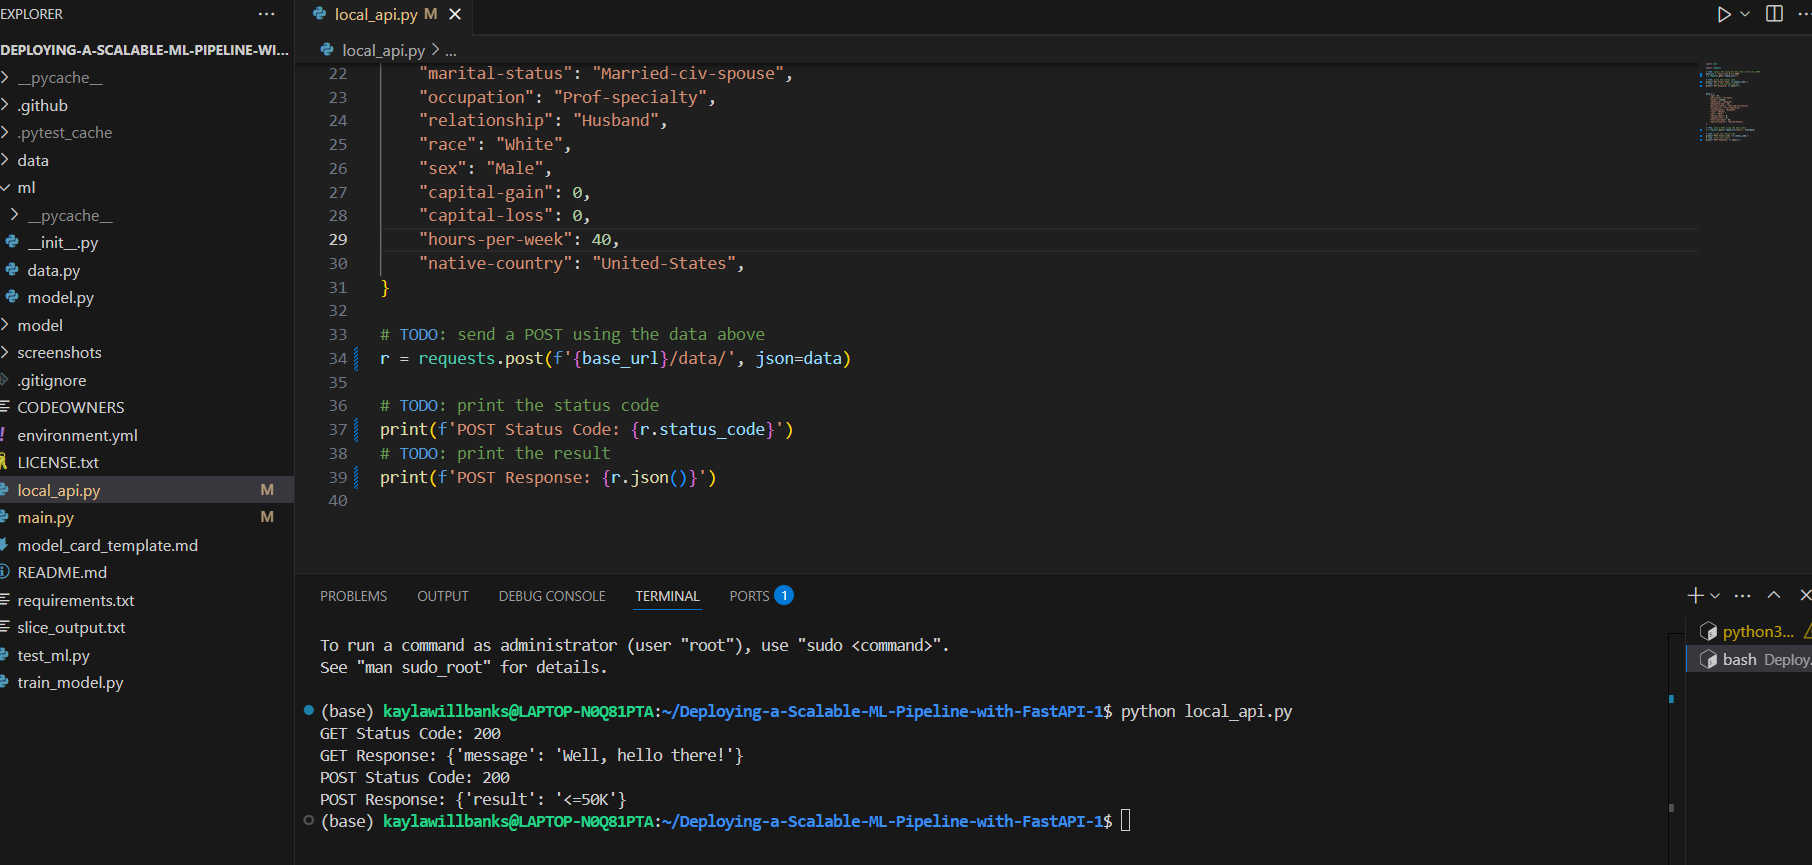 EXPLORER
DEPLOYING-A-SCALABLE-ML-PIPELINE-WI...
__pycache__
.github
.pytest_cache
data
ml
__pycache__
__init__.py
data.py
model.py
model
screenshots
.gitignore
CODEOWNERS
environment.yml
LICENSE.txt
local_api.py M
main.py M
model_card_template.md
README.md
requirements.txt
slice_output.txt
test_ml.py
train_model.py
local_api.py M
local_api.py > ...
22 "marital-status": "Married-civ-spouse",
23 "occupation": "Prof-specialty",
24 "relationship": "Husband",
25 "race": "White",
26 "sex": "Male",
27 "capital-gain": 0,
28 "capital-loss": 0,
29 "hours-per-week": 40,
30 "native-country": "United-States",
31 }
32
33 # TODO: send a POST using the data above
34 r = requests.post(f'{base_url}/data/', json=data)
35
36 # TODO: print the status code
37 print(f'POST Status Code: {r.status_code}')
38 # TODO: print the result
39 print(f'POST Response: {r.json()}')
40
PROBLEMS OUTPUT DEBUG CONSOLE TERMINAL PORTS 1
To run a command as administrator (user "root"), use "sudo <command>".
See "man sudo_root" for details.
(base) kaylawillbanks@LAPTOP-N0Q81PTA:~/Deploying-a-Scalable-ML-Pipeline-with-FastAPI-1$ python local_api.py
GET Status Code: 200
GET Response: {'message': 'Well, hello there!'}
POST Status Code: 200
POST Response: {'result': '<=50K'}
(base) kaylawillbanks@LAPTOP-N0Q81PTA:~/Deploying-a-Scalable-ML-Pipeline-with-FastAPI-1$
python3...
bash Deploy...